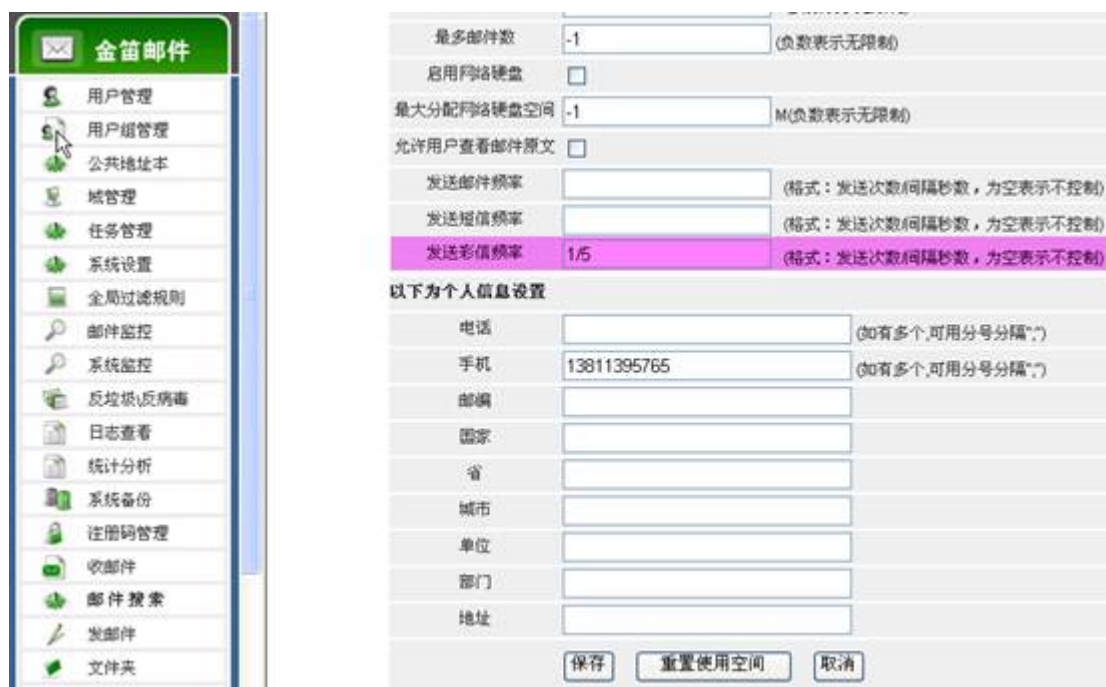 金笛邮件
用户管理
用户组管理
公共地址本
域管理
任务管理
系统设置
全局过滤规则
邮件监控
系统监控
反垃圾\反病毒
日志查看
统计分析
系统备份
注册码管理
收邮件
邮件搜索
发邮件
文件夹
最多邮件数 -1 (负数表示无限制)
启用网络硬盘
最大分配网络硬盘空间 -1 M(负数表示无限制)
允许用户查看邮件原文
发送邮件频率 (格式：发送次数/间隔秒数，为空表示不控制)
发送短信频率 (格式：发送次数/间隔秒数，为空表示不控制)
发送彩信频率 1/5 (格式：发送次数/间隔秒数，为空表示不控制)
以下为个人信息设置
电话 (如有多个,可用分号分隔";")
手机 13811395765 (如有多个,可用分号分隔";")
邮编
国家
省
城市
单位
部门
地址
保存 重置使用空间 取消